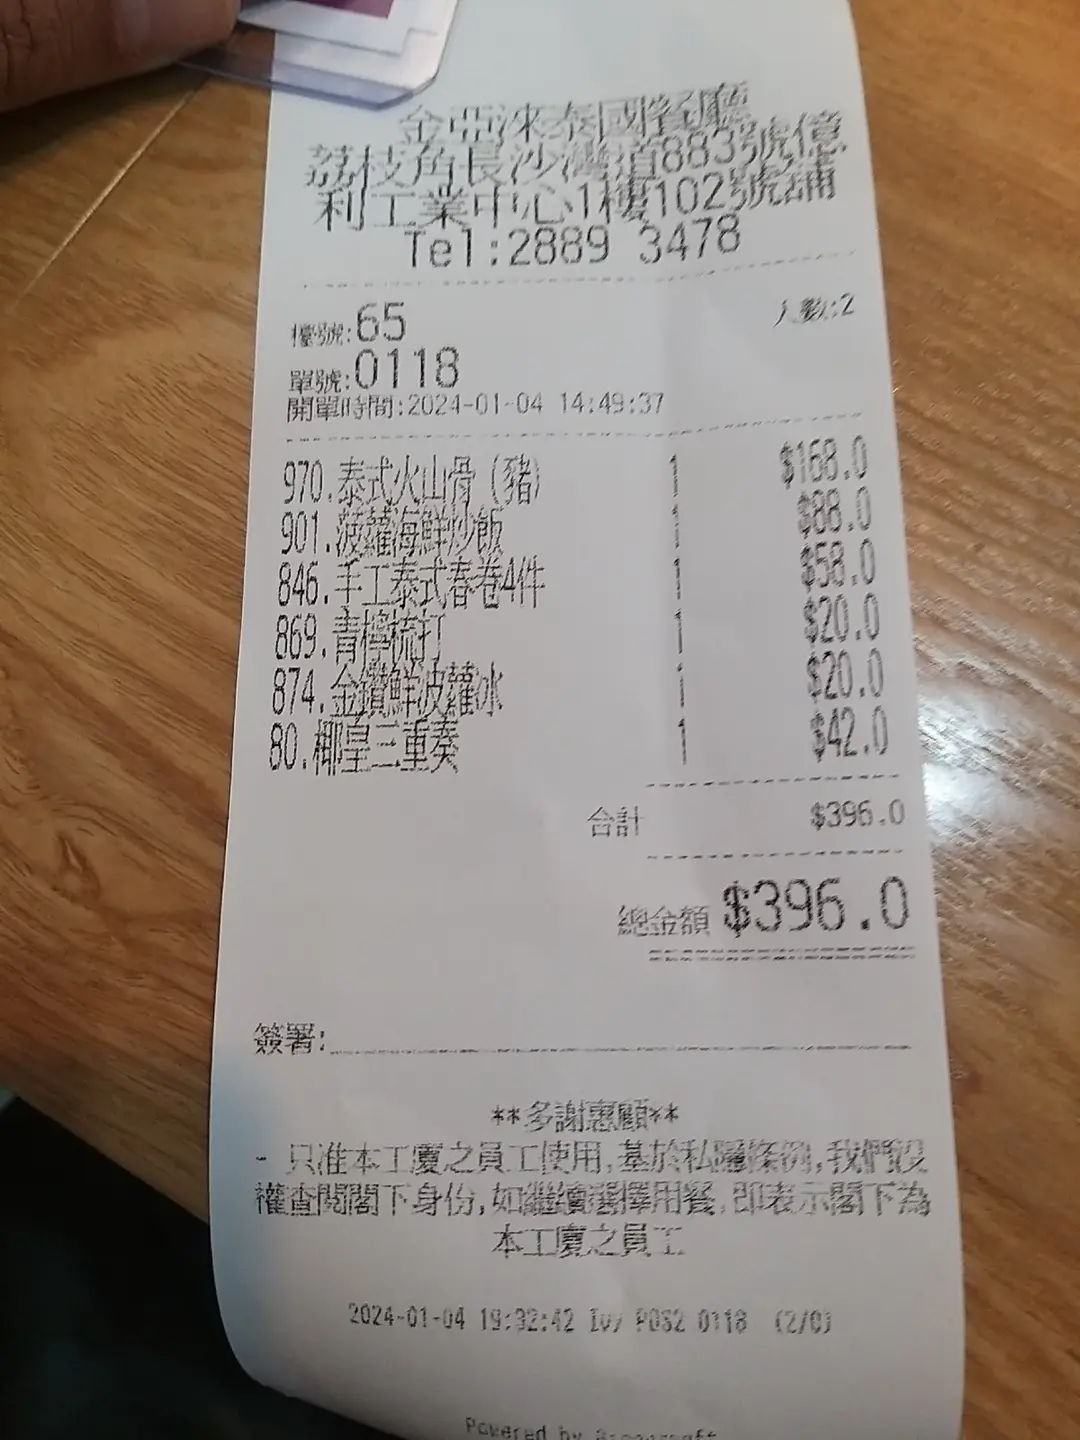 金亞洣泰國餐廳
荔枝角長沙灣道883號億
利工業中心1樓102號舖
Tel:2889 3478
檯號:65 人數:2
單號:0118
開單時間:2024-01-04 14:49:37
970.泰式火山骨(豬) 1 $168.0
901.菠蘿海鮮炒飯 1 $88.0
846.手工泰式春卷4件 1 $58.0
869.青檸梳打 1 $20.0
874.金鑽鮮波蘿冰 1 $20.0
80.椰皇三重奏 1 $42.0
合計 $396.0
總金額 $396.0
簽署:
**多謝惠顧**
- 只准本工廈之員工使用,基於私隱條例,我們沒
權查閱閣下身份,如繼續選擇用餐,即表示閣下為
本工廈之員工
2024-01-04 19:32:42 Ivy POS2 0118 (2/0)
Powered by